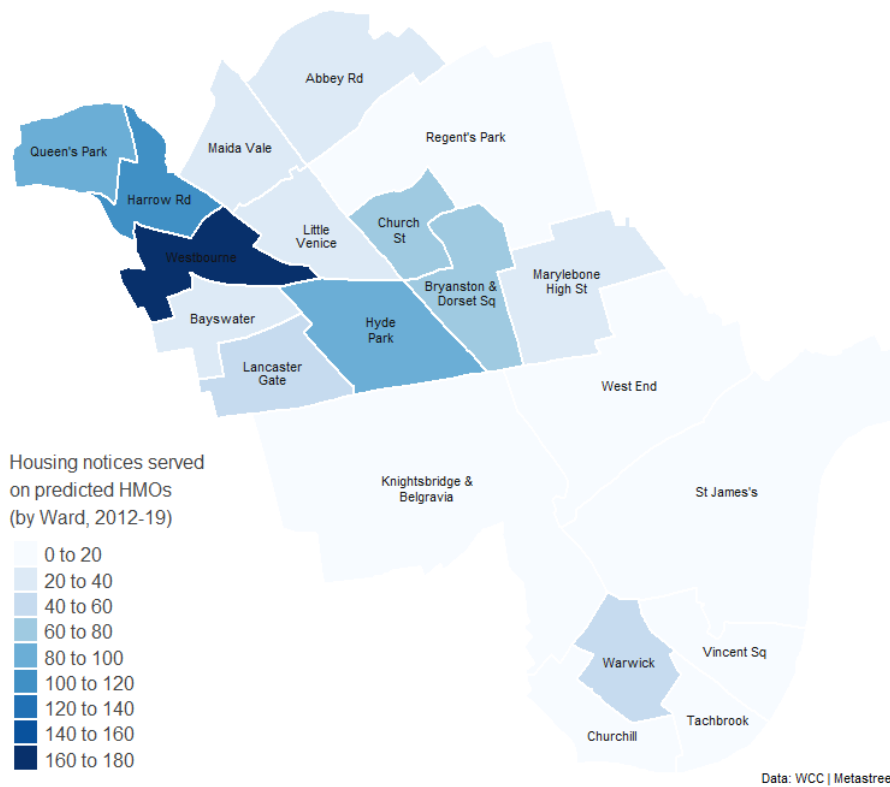 Abbey Rd
Regent's Park
Queen's Park
Maida Vale
Harrow Rd
Church
St
Little
Venice
Westbourne
Bryanston &
Dorset Sq
Marylebone
High St
Bayswater
Hyde
Park
Lancaster
Gate
West End
Knightsbridge &
Belgravia
St James's
Housing notices served
on predicted HMOs
(by Ward, 2012-19)
0 to 20
20 to 40
40 to 60
60 to 80
80 to 100
100 to 120
120 to 140
140 to 160
160 to 180
Warwick
Vincent Sq
Tachbrook
Churchill
Data: WCC | Metastreet